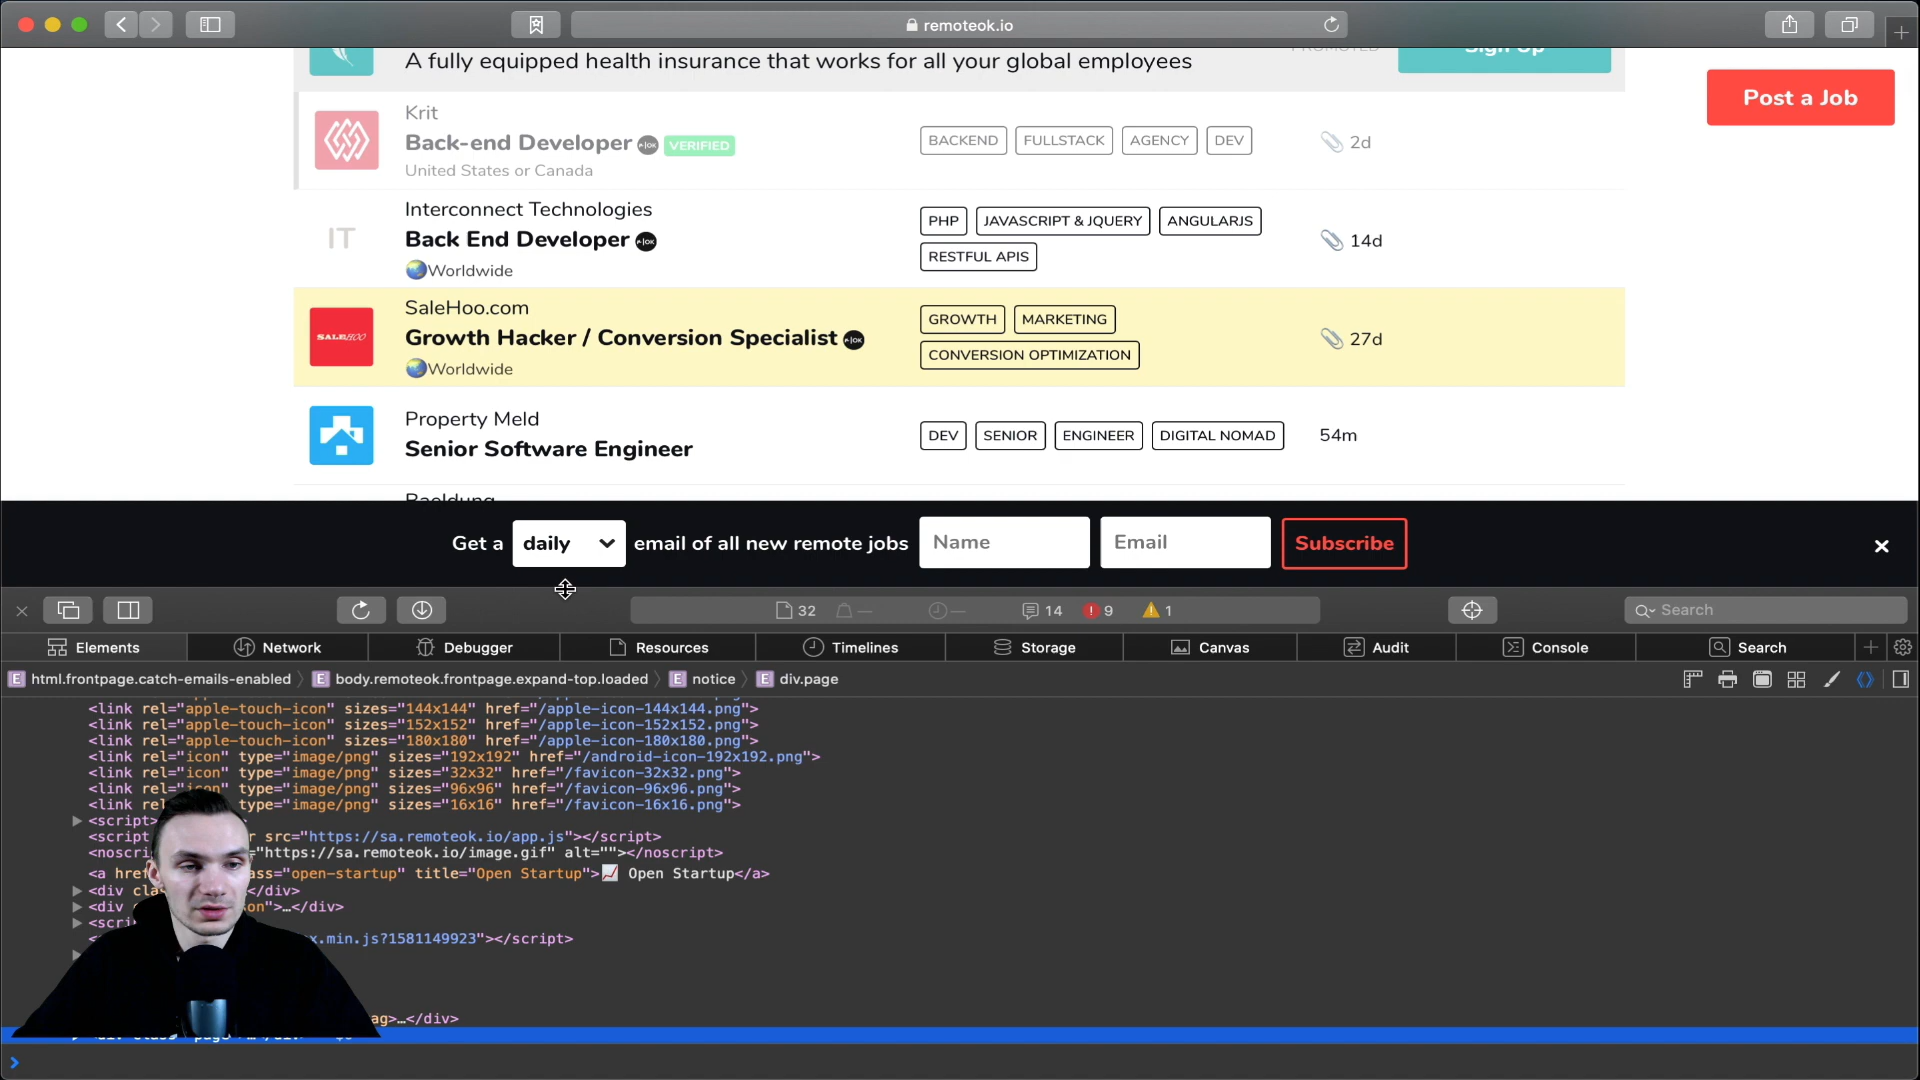 remoteok.io
A fully equipped health insurance that works for all your global employees
Post a Job
Krit
Back-end Developer VERIFIED
United States or Canada
BACKEND FULLSTACK AGENCY DEV
2d
Interconnect Technologies
IT
Back End Developer
Worldwide
PHP JAVASCRIPT & JQUERY ANGULARJS
RESTFUL APIS
14d
SaleHoo.com
SALEHOO
Growth Hacker / Conversion Specialist
Worldwide
GROWTH MARKETING
CONVERSION OPTIMIZATION
27d
Property Meld
Senior Software Engineer
DEV SENIOR ENGINEER DIGITAL NOMAD
54m
Get a daily email of all new remote jobs Name Email Subscribe
32 — — 14 9 1 Search
Elements Network Debugger Resources Timelines Storage Canvas Audit Console Search
E html.frontpage.catch-emails-enabled E body.remoteok.frontpage.expand-top.loaded E notice E div.page
<link rel="apple-touch-icon" sizes="144x144" href="/apple-icon-144x144.png">
<link rel="apple-touch-icon" sizes="152x152" href="/apple-icon-152x152.png">
<link rel="apple-touch-icon" sizes="180x180" href="/apple-icon-180x180.png">
<link rel="icon" type="image/png" sizes="192x192" href="/android-icon-192x192.png">
<link rel="icon" type="image/png" sizes="32x32" href="/favicon-32x32.png">
<link rel="icon" type="image/png" sizes="96x96" href="/favicon-96x96.png">
<link rel type="image/png" sizes="16x16" href="/favicon-16x16.png">
<script>
<script r src="https://sa.remoteok.io/app.js"></script>
<noscri ="https://sa.remoteok.io/image.gif" alt=""></noscript>
<a href ass="open-startup" title="Open Startup">📈 Open Startup</a>
<div cla </div>
<div c on">…</div>
<scri
x.min.js?1581149923"></script>
ag>…</div>